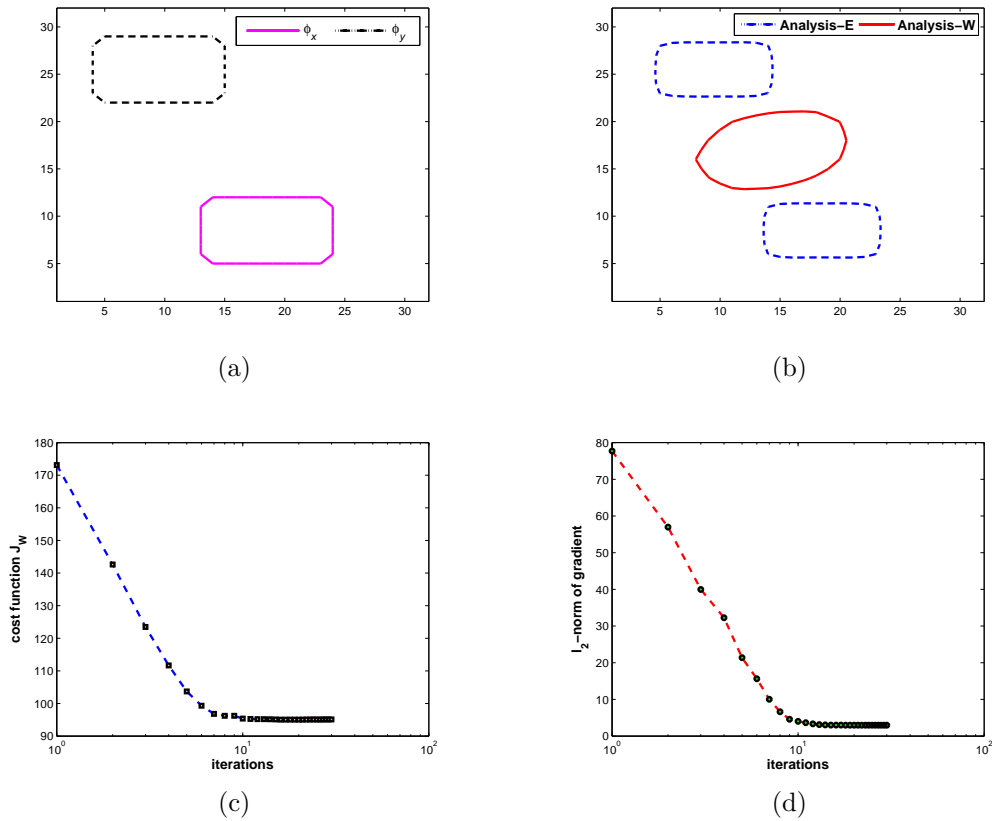 ϕx ϕy
30
25
20
15
10
5
5 10 15 20 25 30
(a)
Analysis−E Analysis−W
30
25
20
15
10
5
5 10 15 20 25 30
(b)
180
170
160
150
140
130
120
110
100
90
cost function JW
10^0 10^1 10^2
iterations
(c)
80
70
60
50
40
30
20
10
0
l2−norm of gradient
10^0 10^1 10^2
iterations
(d)